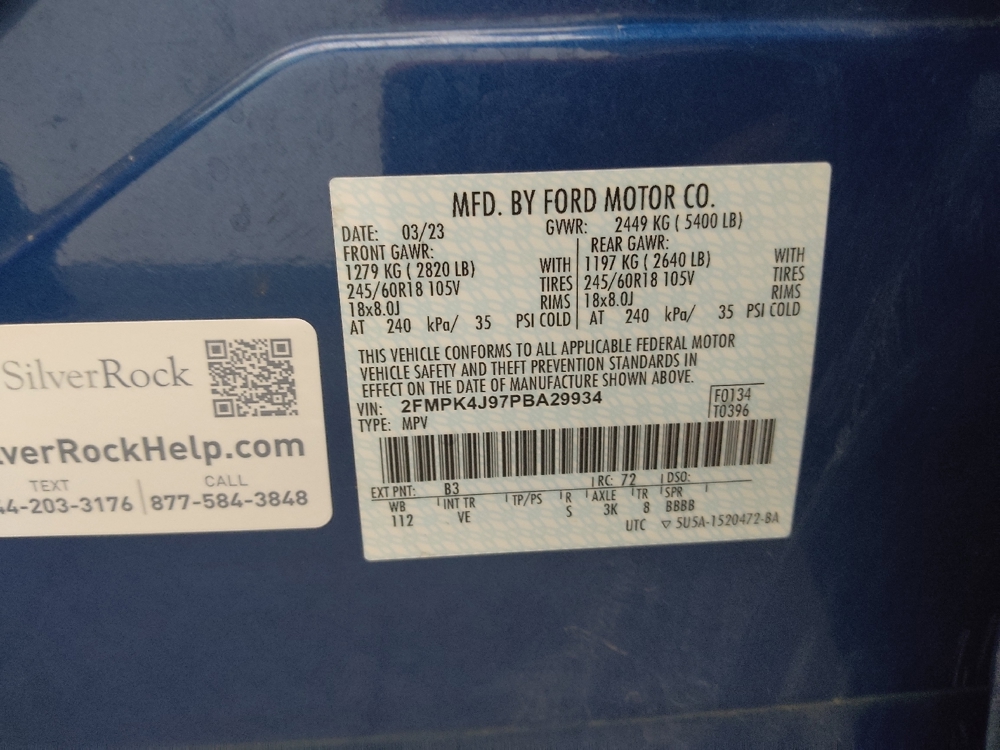 MFD. BY FORD MOTOR CO.
DATE: 03/23 GVWR: 2449 KG ( 5400 LB)
FRONT GAWR: REAR GAWR:
1279 KG ( 2820 LB) WITH 1197 KG ( 2640 LB) WITH
245/60R18 105V TIRES 245/60R18 105V TIRES
18x8.0J RIMS 18x8.0J RIMS
AT 240 kPa/ 35 PSI COLD AT 240 kPa/ 35 PSI COLD
THIS VEHICLE CONFORMS TO ALL APPLICABLE FEDERAL MOTOR
VEHICLE SAFETY AND THEFT PREVENTION STANDARDS IN
EFFECT ON THE DATE OF MANUFACTURE SHOWN ABOVE.
VIN: 2FMPK4J97PBA29934
TYPE: MPV
F0134
T0396
EXT PNT: B3 RC: 72 DSO:
WB INT TR TP/PS R AXLE TR SPR
112 VE S 3K 8 BBBB
UTC ▽ 5U5A-1520472-BA
SilverRock
verRockHelp.com
TEXT CALL
44-203-3176 877-584-3848